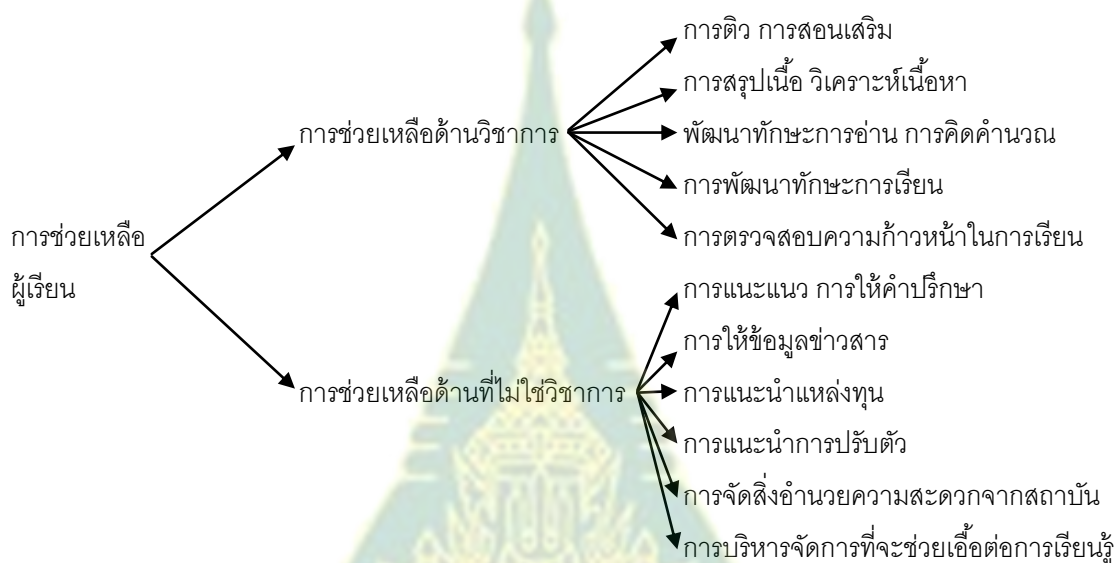 การติว การสอนเสริม
การสรุปเนื้อ วิเคราะห์เนื้อหา
การช่วยเหลือด้านวิชาการ
พัฒนาทักษะการอ่าน การคิดคำนวณ
การพัฒนาทักษะการเรียน
การตรวจสอบความก้าวหน้าในการเรียน
การช่วยเหลือ
ผู้เรียน
การแนะแนว การให้คำปรึกษา
การให้ข้อมูลข่าวสาร
การช่วยเหลือด้านที่ไม่ใช่วิชาการ
การแนะนำแหล่งทุน
การแนะนำการปรับตัว
การจัดสิ่งอำนวยความสะดวกจากสถาบัน
การบริหารจัดการที่จะช่วยเอื้อต่อการเรียนรู้